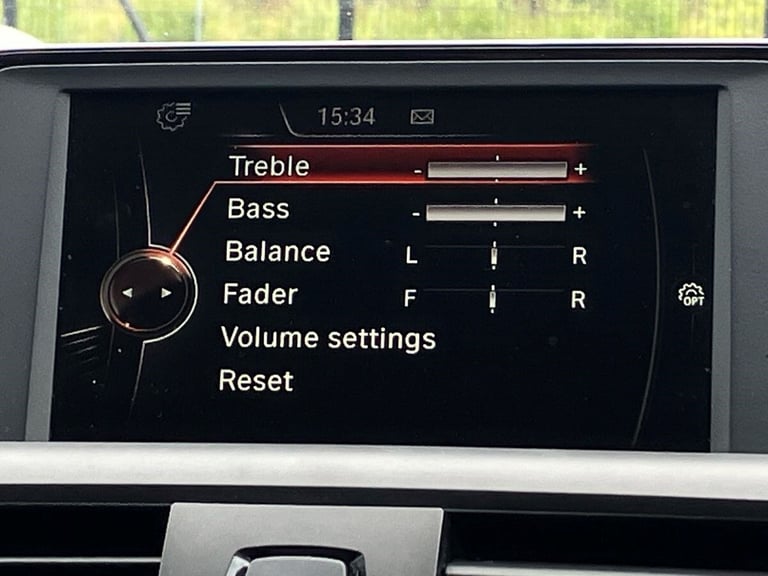 15:34
Treble - +
Bass - +
Balance L R
Fader F R
Volume settings
OPT
Reset